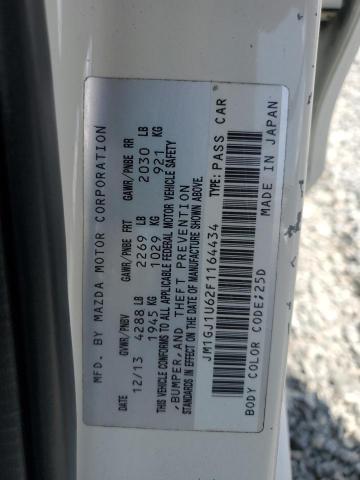 MFD. BY MAZDA MOTOR CORPORATION
DATE GVWR/PNBV GAWR/PNBE FRT GAWR/PNBE RR
12/13 4288 LB 2269 LB 2030 LB
1945 KG 1029 KG 921 KG
THIS VEHICLE CONFORMS TO ALL APPLICABLE FEDERAL MOTOR VEHICLE SAFETY
,BUMPER,AND THEFT PREVENTION
STANDARDS IN EFFECT ON THE DATE OF MANUFACTURE SHOWN ABOVE.
JM1GJ1U62F1164434 TYPE: PASS CAR
BODY COLOR CODE;25D MADE IN JAPAN